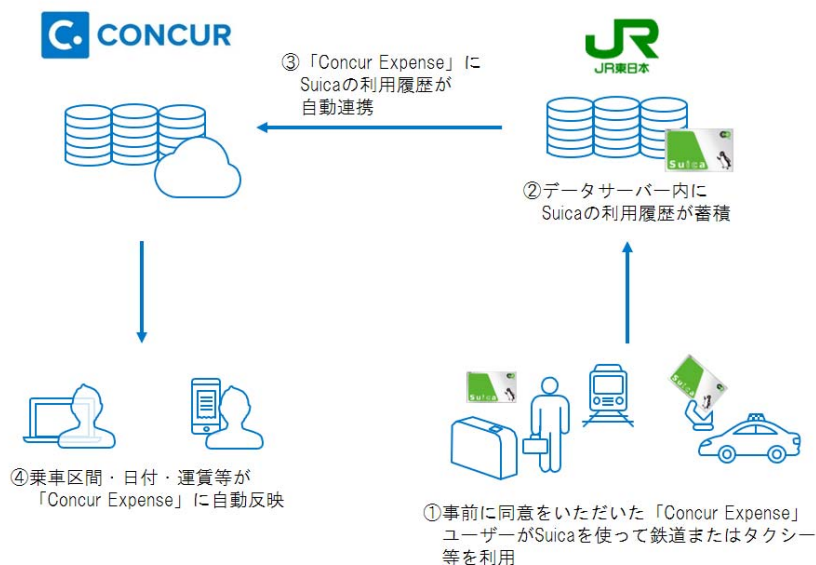 C. CONCUR
JR
JR東日本
③「Concur Expense」に
Suicaの利用履歴が
自動連携
Suica
②データサーバー内に
Suicaの利用履歴が蓄積
Suica
Suica
④乗車区間・日付・運賃等が
「Concur Expense」に自動反映
①事前に同意をいただいた「Concur Expense」
ユーザーがSuicaを使って鉄道またはタクシー
等を利用